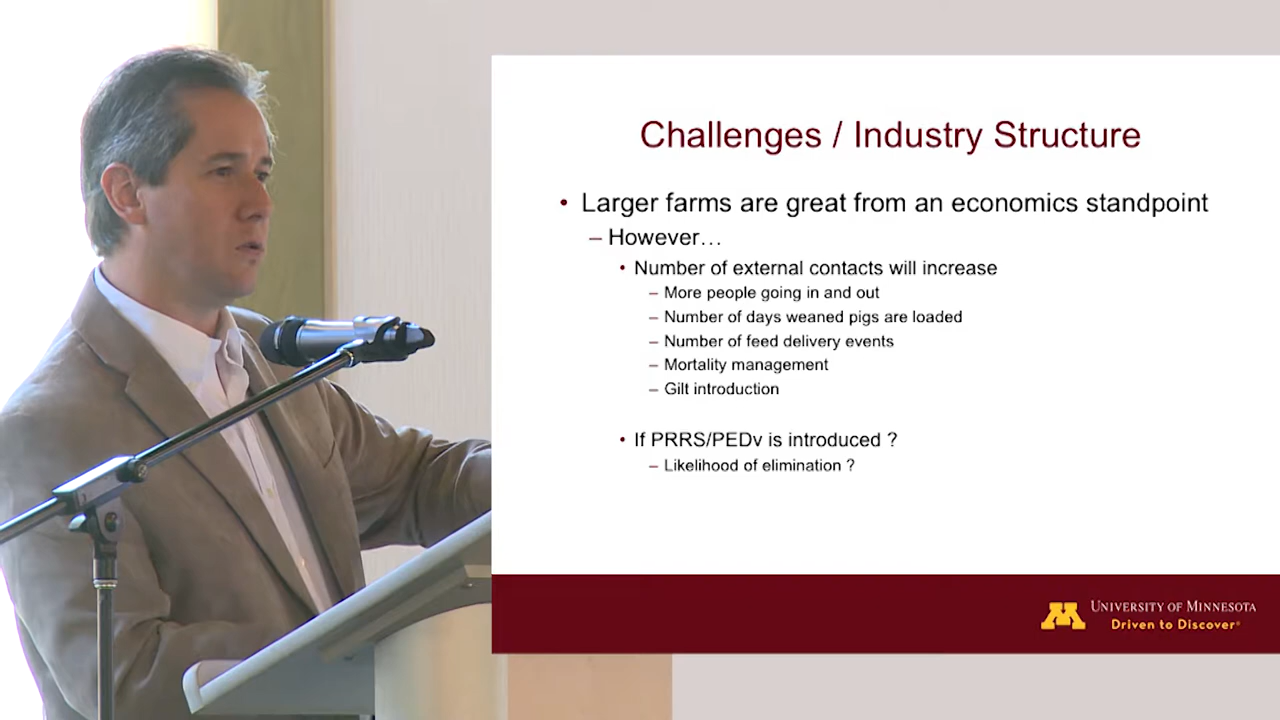 Challenges / Industry Structure
• Larger farms are great from an economics standpoint
– However…
• Number of external contacts will increase
– More people going in and out
– Number of days weaned pigs are loaded
– Number of feed delivery events
– Mortality management
– Gilt introduction
• If PRRS/PEDv is introduced ?
– Likelihood of elimination ?
M UNIVERSITY OF MINNESOTA
Driven to Discover®